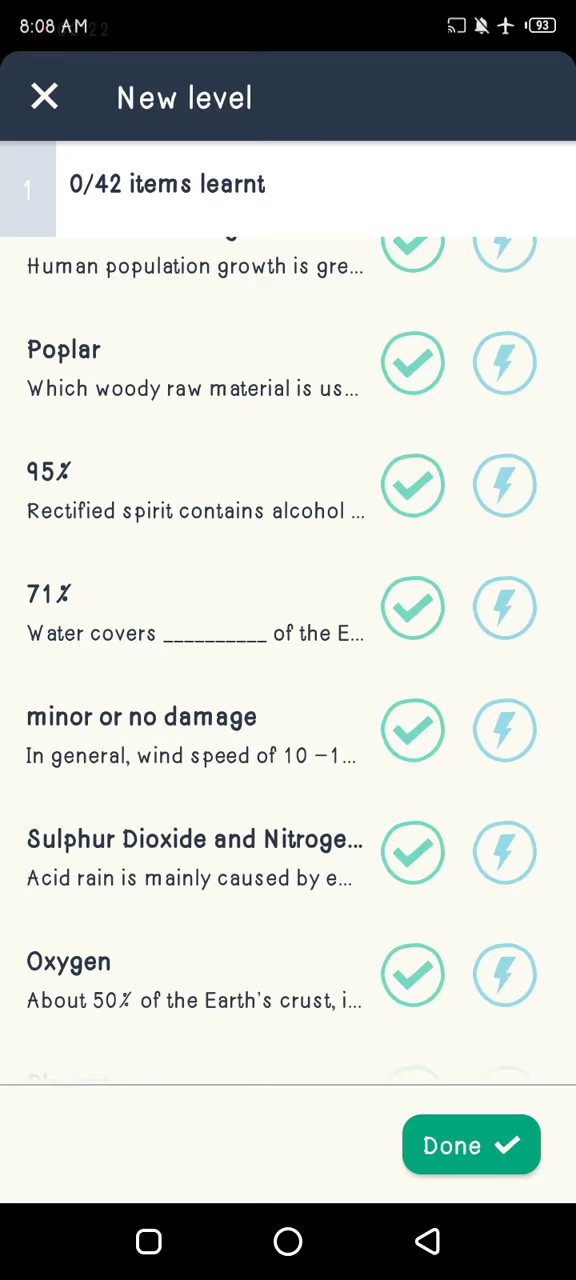 8:08 AM
93
New level
1
0/42 items learnt
Human population growth is gre...
Poplar
Which woody raw material is us...
95%
Rectified spirit contains alcohol ...
71%
Water covers __________ of the E...
minor or no damage
In general, wind speed of 10 –1...
Sulphur Dioxide and Nitroge...
Acid rain is mainly caused by e...
Oxygen
About 50% of the Earth's crust, i...
Done